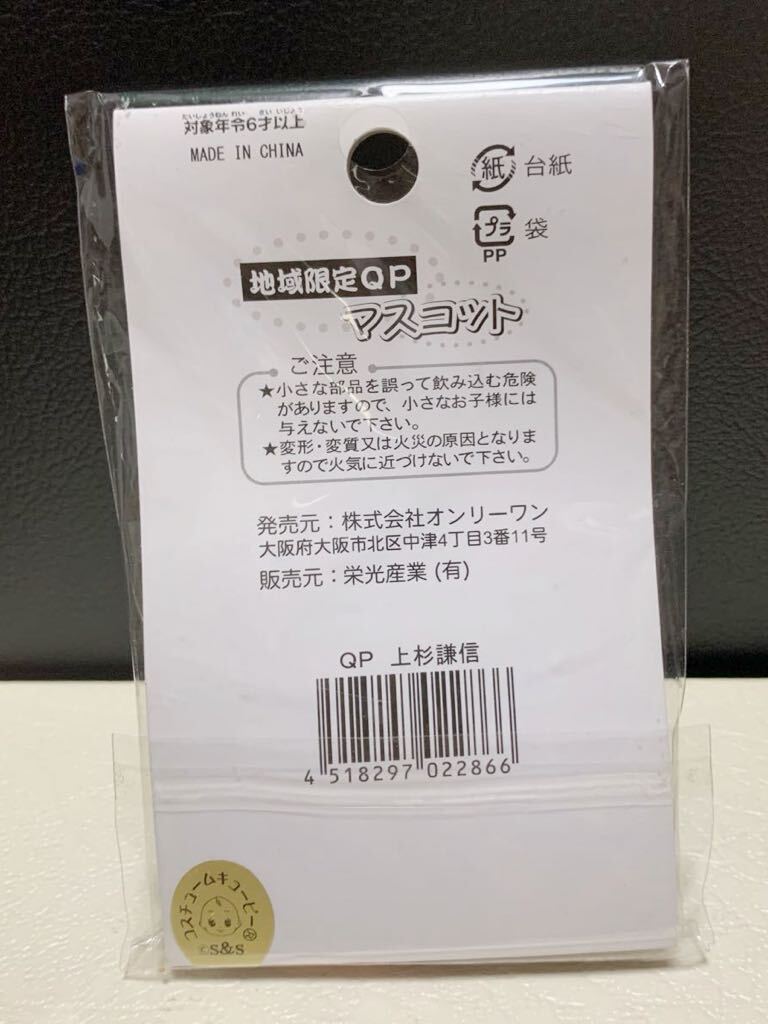 たいしょうねんれい さいいじょう
対象年令6才以上
MADE IN CHINA
紙 台紙
プラ 袋
PP
地域限定QP
マスコット
ご注意
★小さな部品を誤って飲み込む危険
がありますので、小さなお子様には
与えないで下さい。
★変形・変質又は火災の原因となりま
すので火気に近づけないで下さい。
発売元：株式会社オンリーワン
大阪府大阪市北区中津4丁目3番11号
販売元：栄光産業(有)
QP 上杉謙信
4 518297 022866
コスチュームキューピー
©S&S